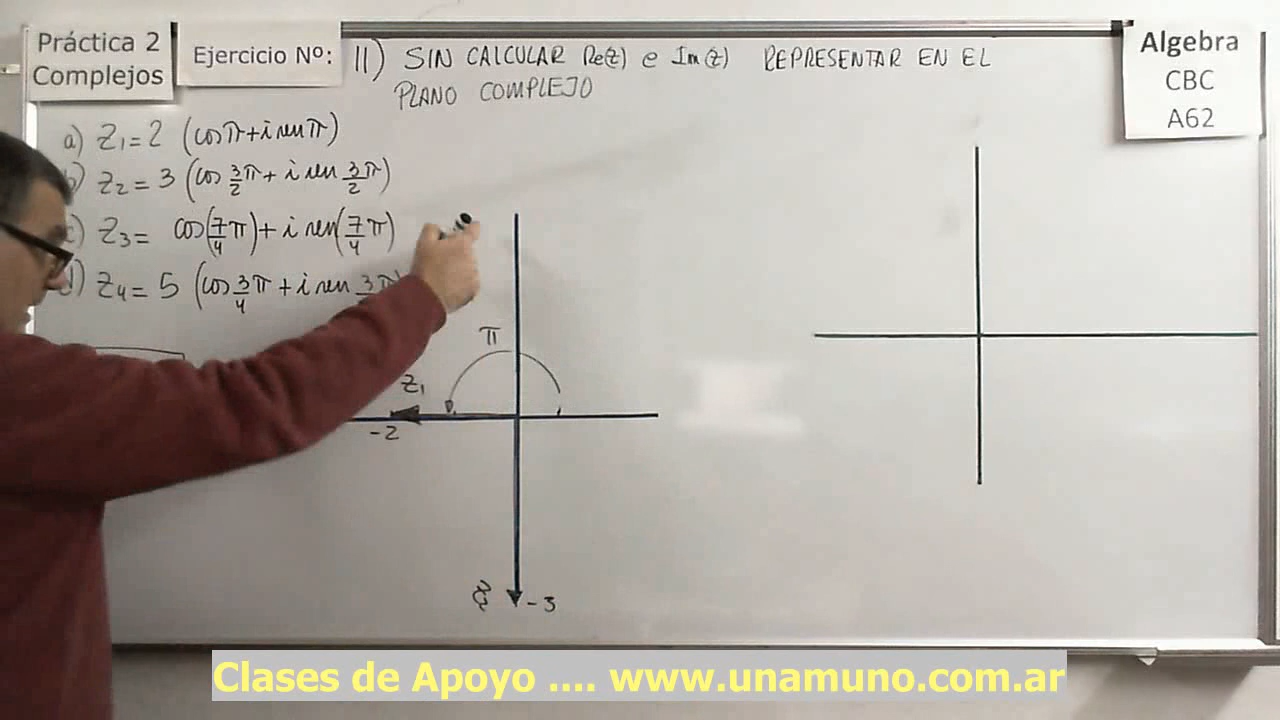 Práctica 2
Complejos
Ejercicio Nº:
11) SIN CALCULAR Re(z) e Im(z) REPRESENTAR EN EL
PLANO COMPLEJO
Algebra
CBC
A62
a) Z1 = 2 (cos π + i sen π)
b) Z2 = 3 (cos 3/2 π + i sen 3π/2)
c) Z3 = cos(7/4 π) + i sen(7/4 π)
d) Z4 = 5 (cos 3/4 π + i sen 3π
π
Z1
-2
-3
Clases de Apoyo .... www.unamuno.com.ar